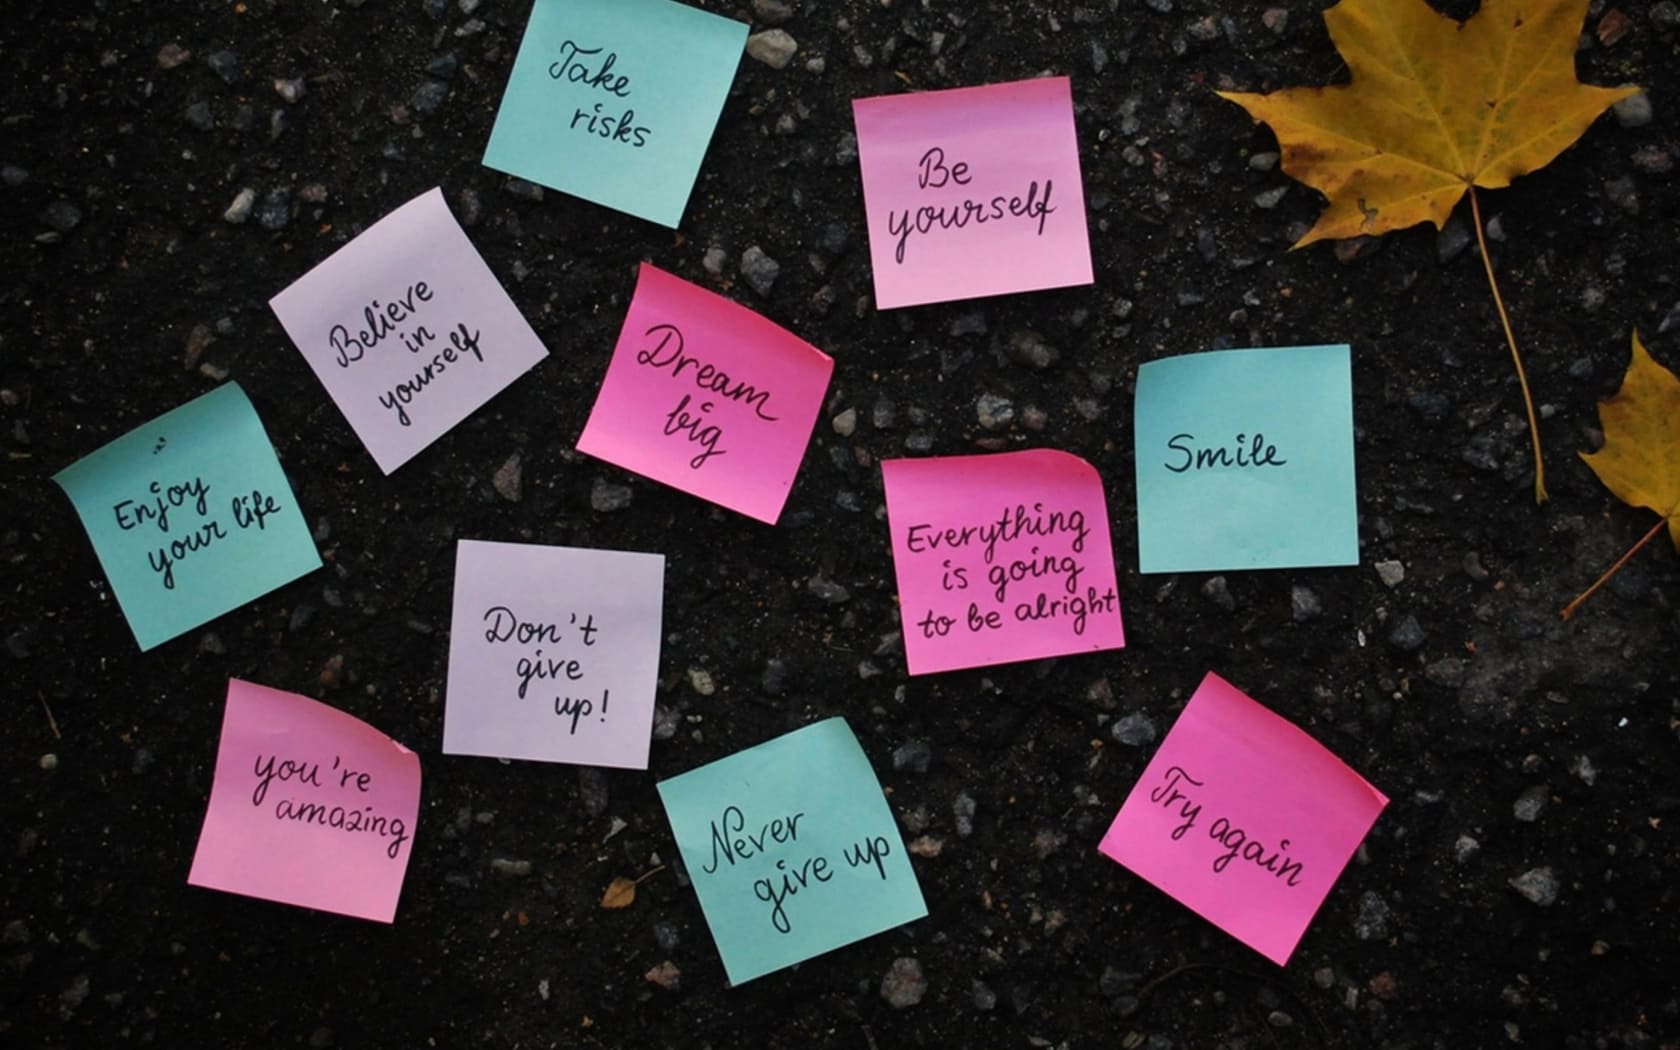 Take
risks
Be
yourself
Believe
in
yourself
Dream
big
Smile
Enjoy
your life
Everything
is going
to be alright
Don't
give
up!
you're
amazing
Never
give up
Try again